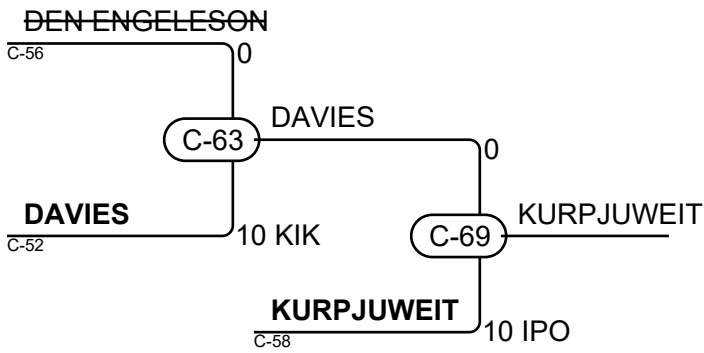 DEN ENGELESON
C-56
0
C-63
DAVIES
DAVIES
C-52
10 KIK
0
C-69
KURPJUWEIT
KURPJUWEIT
C-58
10 IPO